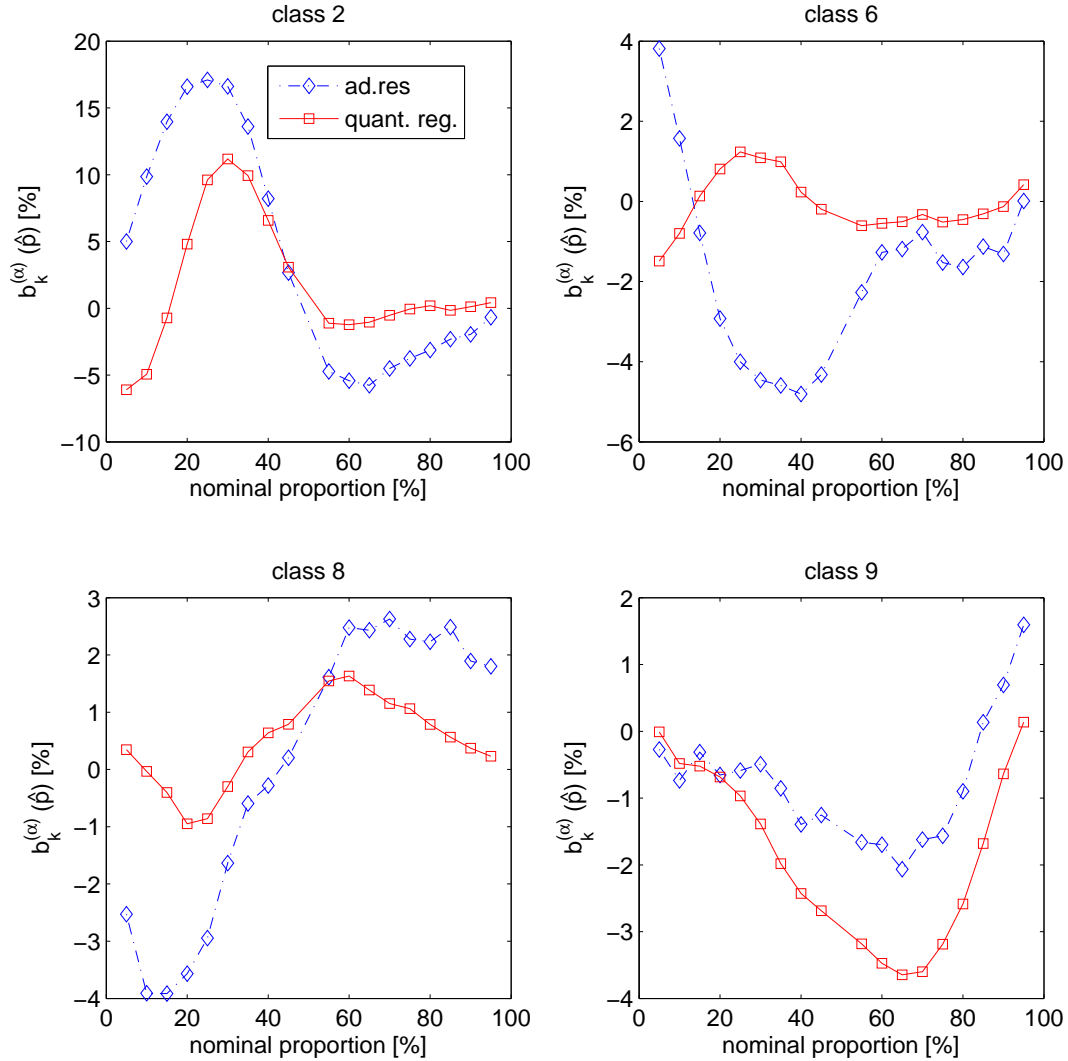 class 2
20
15
10
5
0
−5
−10
0 20 40 60 80 100
nominal proportion [%]
b_k^(α) (p̂) [%]
ad.res
quant. reg.
class 6
4
2
0
−2
−4
−6
0 20 40 60 80 100
nominal proportion [%]
b_k^(α) (p̂) [%]
class 8
3
2
1
0
−1
−2
−3
−4
0 20 40 60 80 100
nominal proportion [%]
b_k^(α) (p̂) [%]
class 9
2
1
0
−1
−2
−3
−4
0 20 40 60 80 100
nominal proportion [%]
b_k^(α) (p̂) [%]